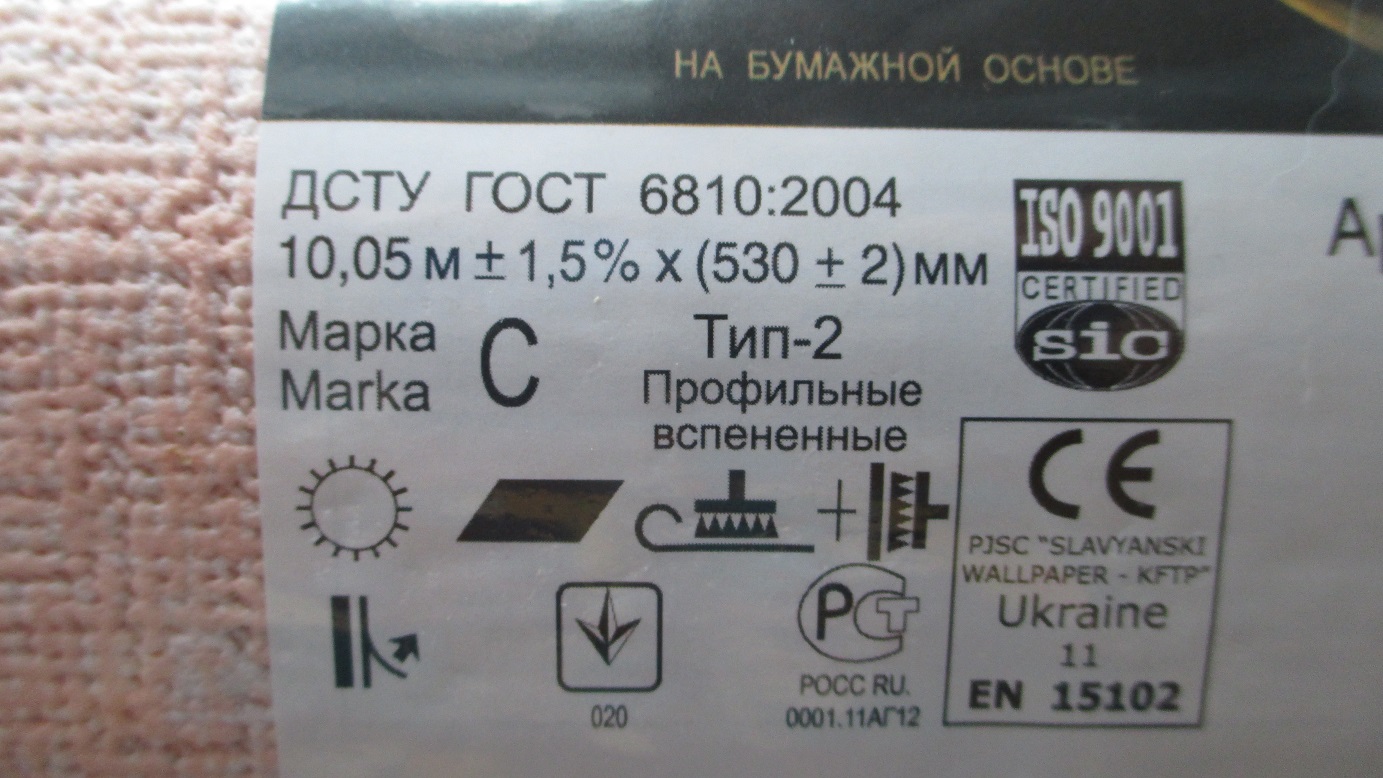 НА БУМАЖНОЙ ОСНОВЕ
ДСТУ ГОСТ 6810:2004
10,05 м ± 1,5% х (530 ± 2) мм
Марка
Marka
С
Тип-2
Профильные
вспененные
ISO 9001
CERTIFIED
sic
CE
PJSC "SLAVYANSKI
WALLPAPER - KFTP"
Ukraine
11
EN 15102
020
РСТ
РОСС RU.
0001.11АГ12